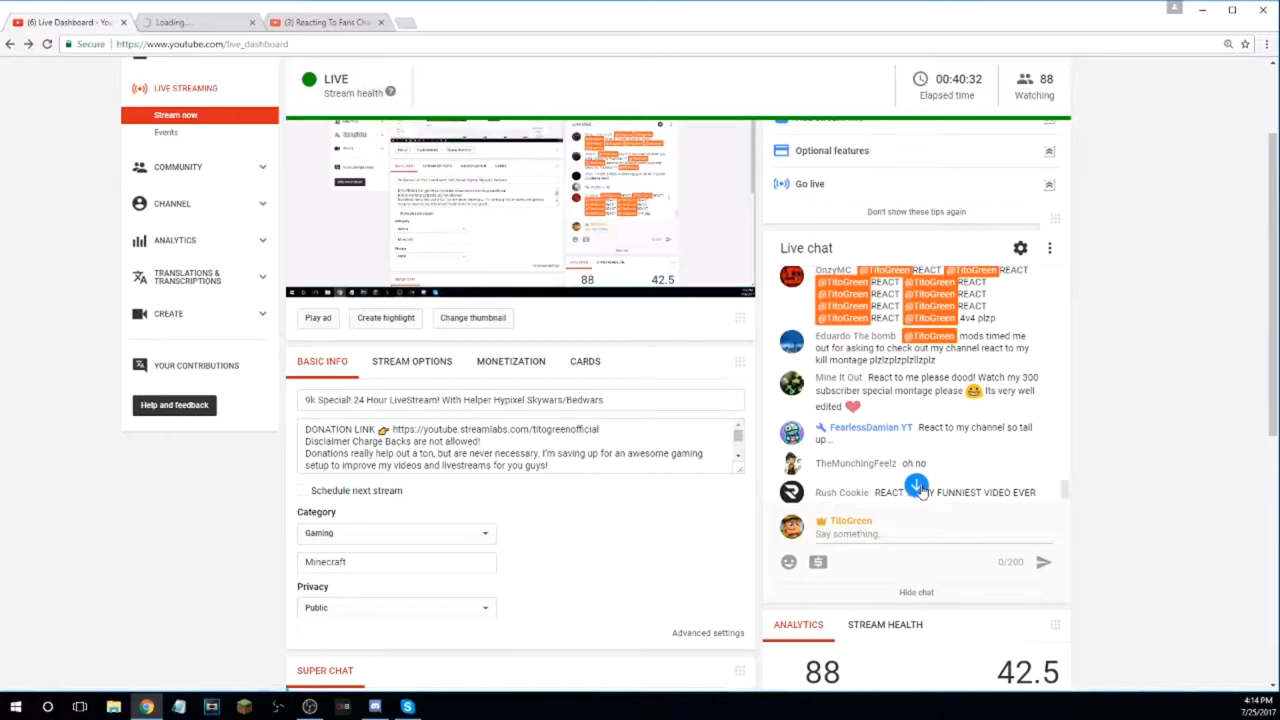 (6) Live Dashboard - You
Loading...
(3) Reacting To Fans Cha
Secure
https://www.youtube.com/live_dashboard
LIVE STREAMING
Stream now
Events
COMMUNITY
CHANNEL
ANALYTICS
TRANSLATIONS &
TRANSCRIPTIONS
CREATE
YOUR CONTRIBUTIONS
Help and feedback
LIVE
Stream health
00:40:32
Elapsed time
88
Watching
88
42.5
Play ad
Create highlight
Change thumbnail
BASIC INFO
STREAM OPTIONS
MONETIZATION
CARDS
9k Special! 24 Hour LiveStream! With Helper Hypixel Skywars/Bedwars
DONATION LINK 👉 https://youtube.streamlabs.com/titogreenofficial
Disclaimer Charge Backs are not allowed!
Donations really help out a ton, but are never necessary. I'm saving up for an awesome gaming
setup to improve my videos and livestreams for you guys!
Schedule next stream
Category
Gaming
Minecraft
Privacy
Public
Advanced settings
SUPER CHAT
Optional features
Go live
Don't show these tips again
Live chat
OnzyMC @TitoGreen REACT @TitoGreen REACT
@TitoGreen REACT @TitoGreen REACT
@TitoGreen REACT @TitoGreen REACT
@TitoGreen REACT @TitoGreen REACT
@TitoGreen REACT @TitoGreen 4v4 plzp
Eduardo The bomb @TitoGreen mods timed me
out for asking to check out my channel react to my
kill montage plzlzplzplzllzplz
Mine It Out React to me please dood! Watch my 300
subscriber special montage please 😀 Its very well
edited ❤
FearlessDamian YT React to my channel so tall
up...
TheMunchingFeelz oh no
Rush Cookie REACT MY FUNNIEST VIDEO EVER
TitoGreen
Say something...
0/200
Hide chat
ANALYTICS
STREAM HEALTH
88
42.5
4:14 PM
7/25/2017